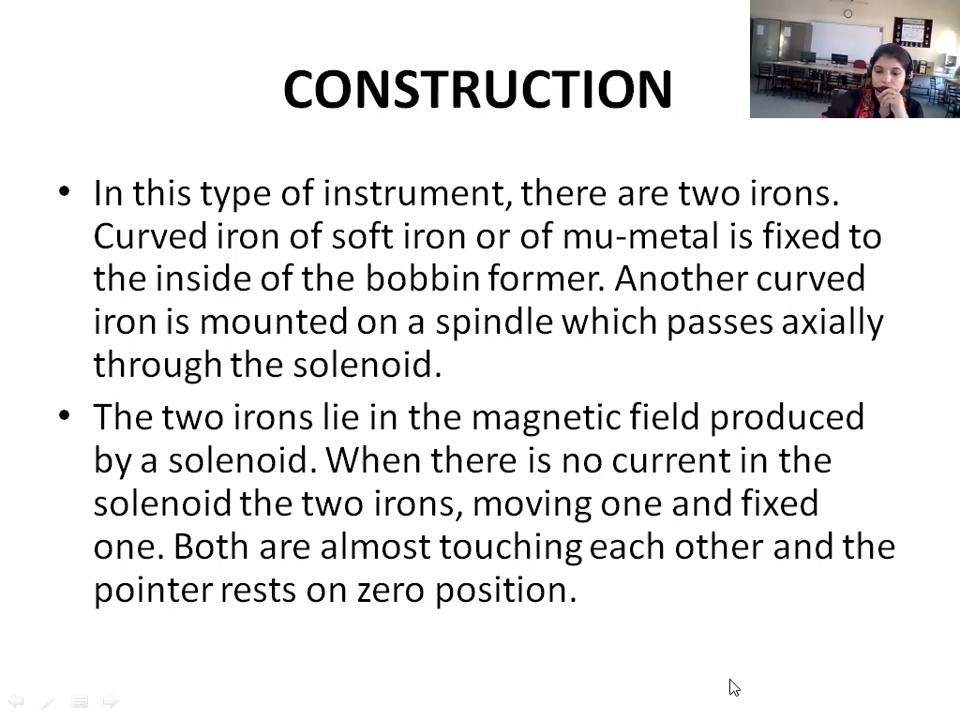 CONSTRUCTION
• In this type of instrument, there are two irons.
Curved iron of soft iron or of mu-metal is fixed to
the inside of the bobbin former. Another curved
iron is mounted on a spindle which passes axially
through the solenoid.
• The two irons lie in the magnetic field produced
by a solenoid. When there is no current in the
solenoid the two irons, moving one and fixed
one. Both are almost touching each other and the
pointer rests on zero position.